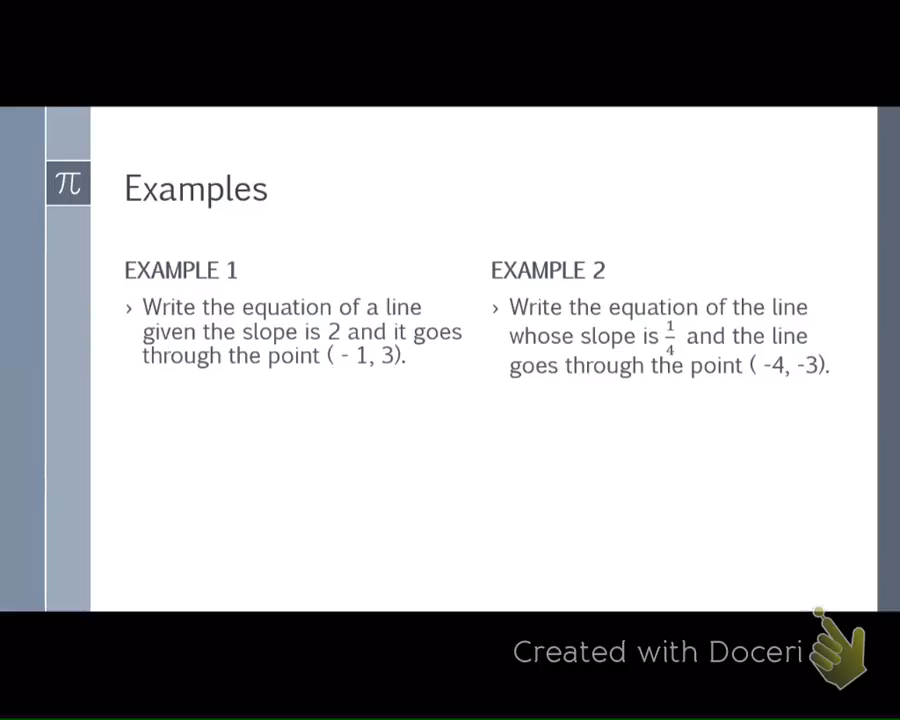 π
Examples
EXAMPLE 1
› Write the equation of a line
given the slope is 2 and it goes
through the point ( - 1, 3).
EXAMPLE 2
› Write the equation of the line
whose slope is 1/4 and the line
goes through the point ( -4, -3).
Created with Doceri